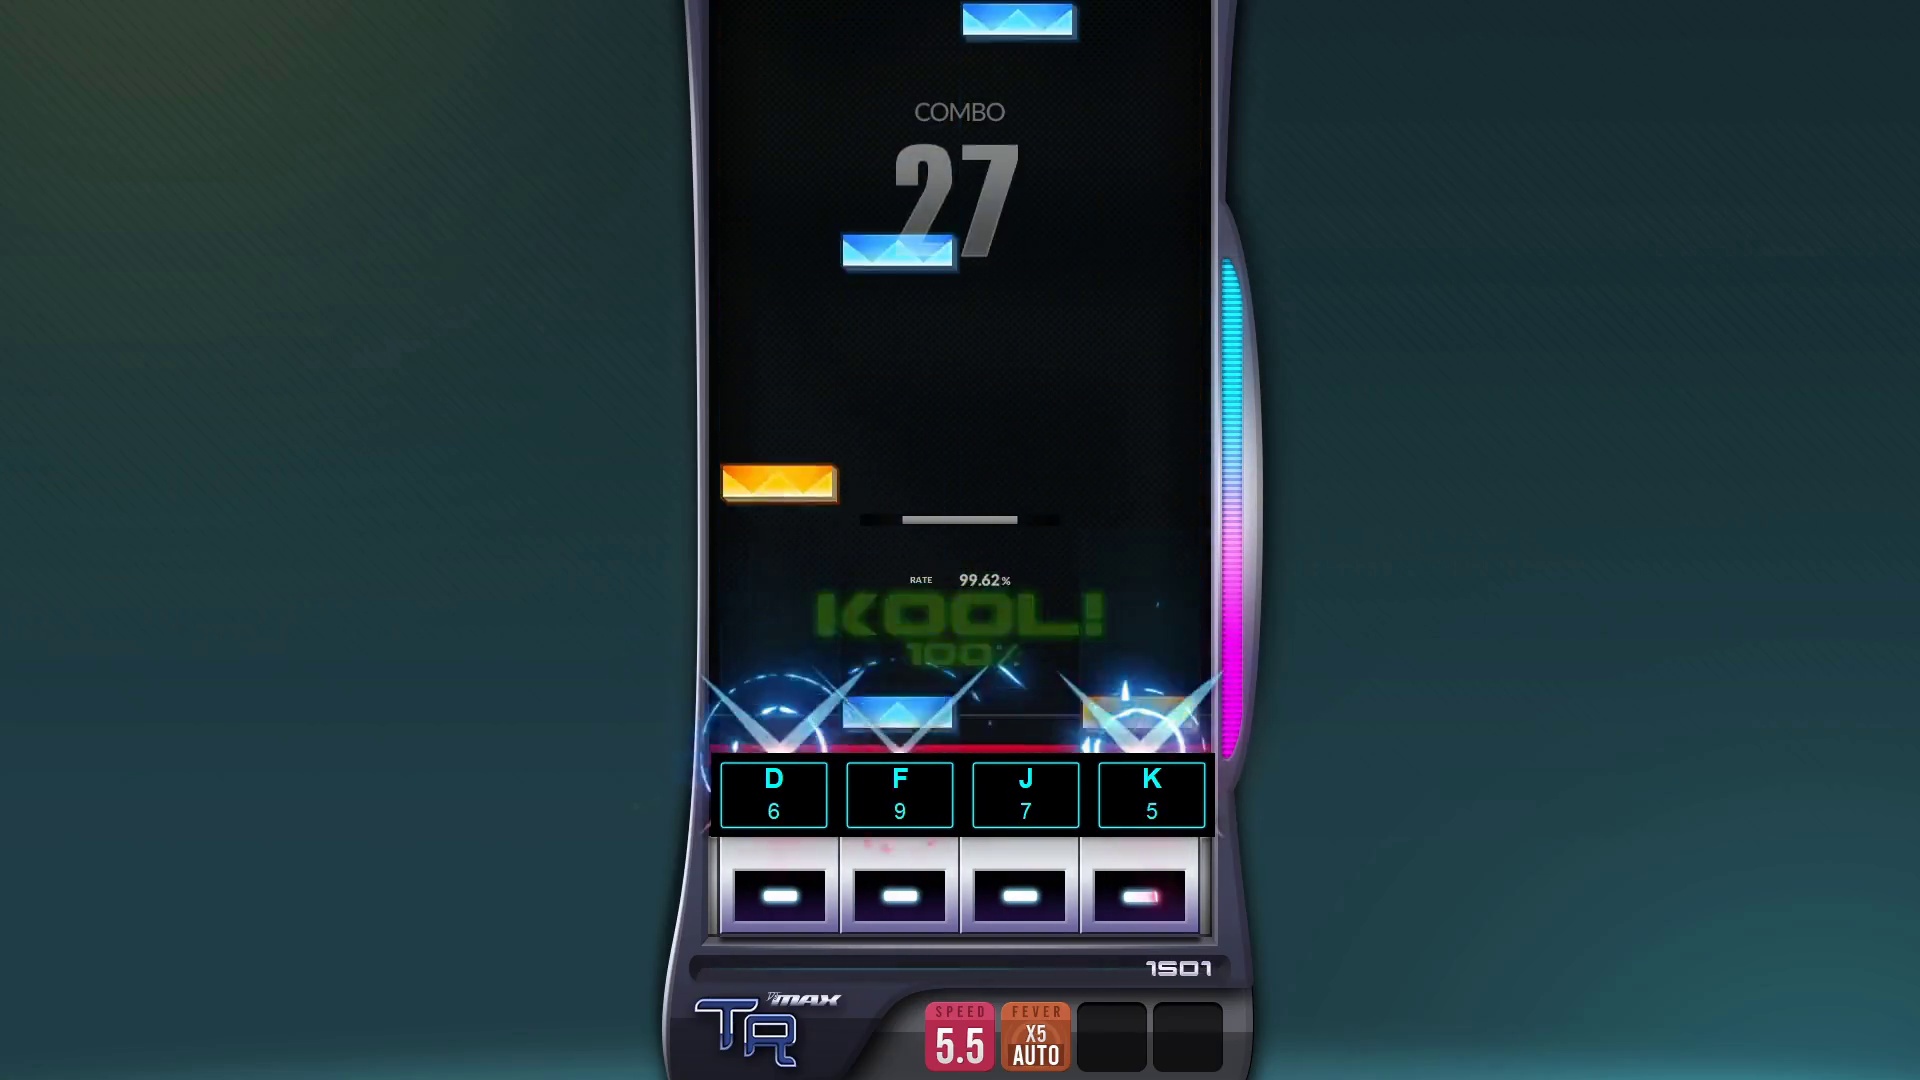 COMBO
27
RATE 99.62%
KOOL!
100%
D F J K
6 9 7 5
1501
DJMAX
TR
SPEED
5.5
FEVER
X5
AUTO